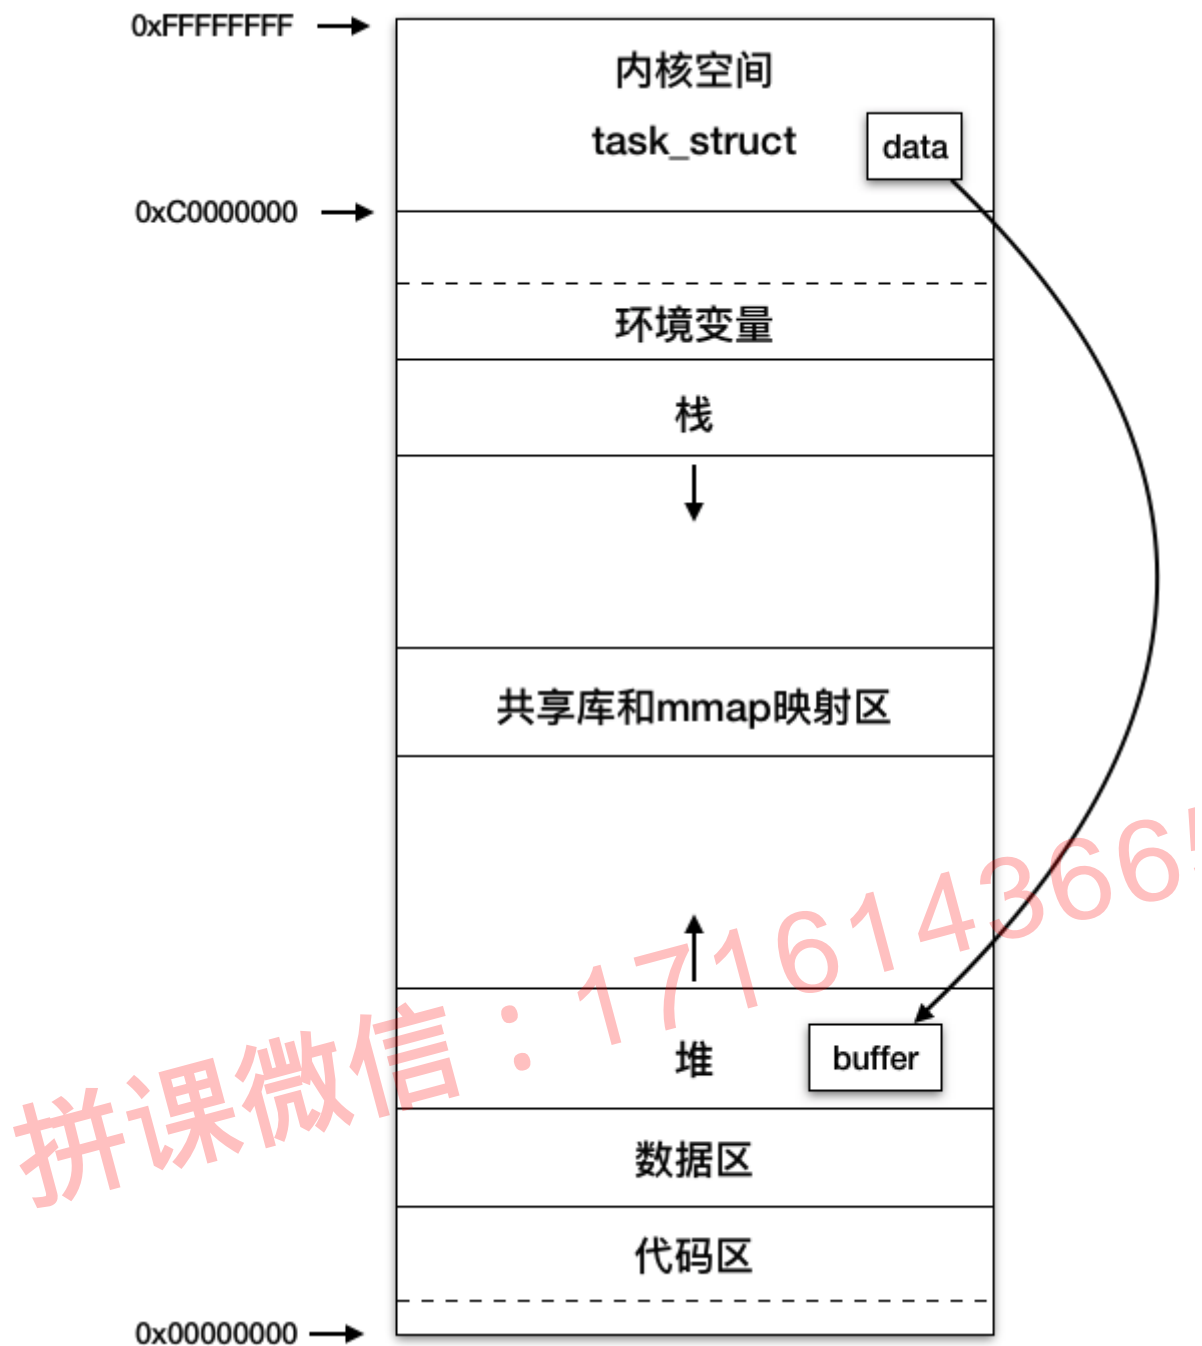 0xFFFFFFFF
内核空间
task_struct
data
0xC0000000
环境变量
栈
共享库和mmap映射区
堆
buffer
数据区
代码区
0x00000000
拼课微信：171614366